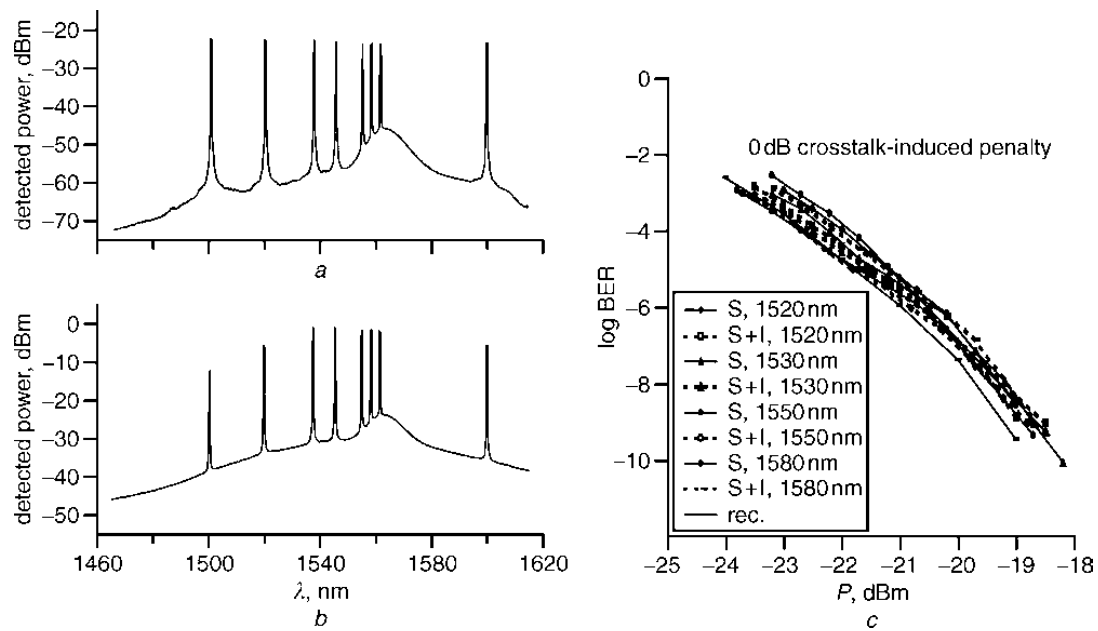 −20
−30
−40
−50
−60
−70
detected power, dBm
a
0
−10
−20
−30
−40
−50
detected power, dBm
1460 1500 1540 1580 1620
λ, nm
b
0
−2
−4
−6
−8
−10
log BER
0 dB crosstalk-induced penalty
S, 1520 nm
S+I, 1520 nm
S, 1530 nm
S+I, 1530 nm
S, 1550 nm
S+I, 1550 nm
S, 1580 nm
S+I, 1580 nm
rec.
−25 −24 −23 −22 −21 −20 −19 −18
P, dBm
c